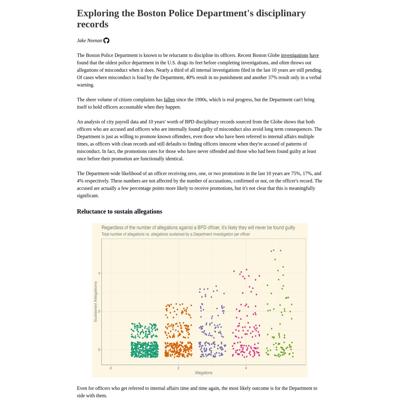 Exploring the Boston Police Department's disciplinary
records
Jake Neenan
The Boston Police Department is known to be reluctant to discipline its officers. Recent Boston Globe investigations have
found that the oldest police department in the U.S. drags its feet before completing investigations, and often throws out
allegations of misconduct when it does. Nearly a third of all internal investigations filed in the last 10 years are still pending.
Of cases where misconduct is found by the Department, 40% result in no punishment and another 37% result only in a verbal
warning.
The sheer volume of citizen complaints has fallen since the 1990s, which is real progress, but the Department can't bring
itself to hold officers accountable when they happen.
An analysis of city payroll data and 10 years' worth of BPD disciplinary records sourced from the Globe shows that both
officers who are accused and officers who are internally found guilty of misconduct also avoid long term consequences. The
Department is just as willing to promote known offenders, even those who have been referred to internal affairs multiple
times, as officers with clean records and still defaults to finding officers innocent when they're accused of patterns of
misconduct. In fact, the promotions rates for those who have never offended and those who had been found guilty at least
once before their promotion are functionally identical.
The Department-wide likelihood of an officer receiving zero, one, or two promotions in the last 10 years are 75%, 17%, and
4% respectively. These numbers are not affected by the number of accusations, confirmed or not, on the officer's record. The
accused are actually a few percentage points more likely to receive promotions, but it's not clear that this is meaningfully
significant.
Reluctance to sustain allegations
Regardless of the number of allegations against a BPD officer, it's likely they will never be found guilty
Total number of allegations vs. allegations sustained by a Department investigation per officer
Sustained Allegations
Allegations
Even for officers who get referred to internal affairs time and time again, the most likely outcome is for the Department to
side with them.